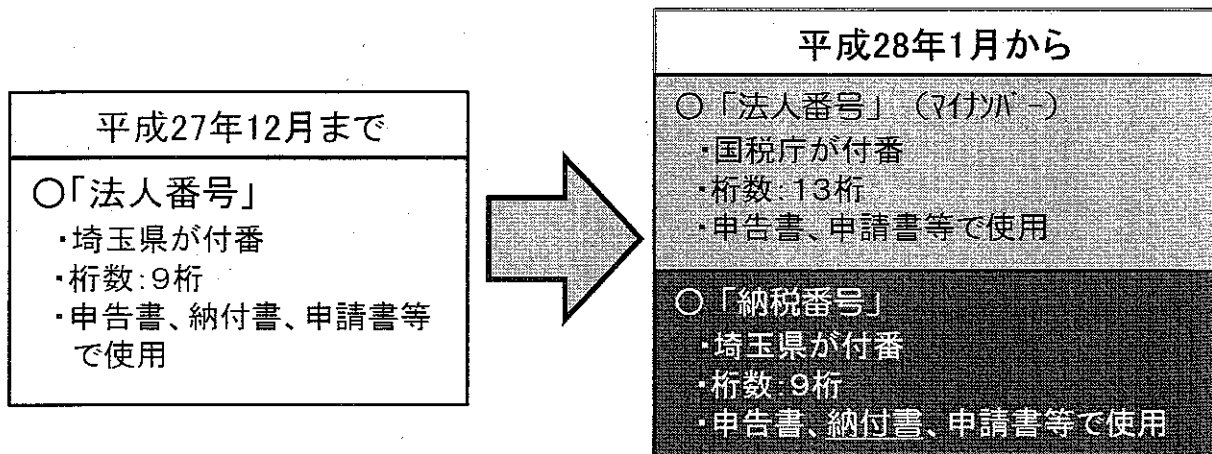 平成27年12月まで
○「法人番号」
・埼玉県が付番
・桁数:9桁
・申告書、納付書、申請書等
で使用
平成28年1月から
○「法人番号」（ﾏｲﾅﾝﾊﾞｰ）
・国税庁が付番
・桁数:13桁
・申告書、申請書等で使用
○「納税番号」
・埼玉県が付番
・桁数:9桁
・申告書、納付書、申請書等で使用